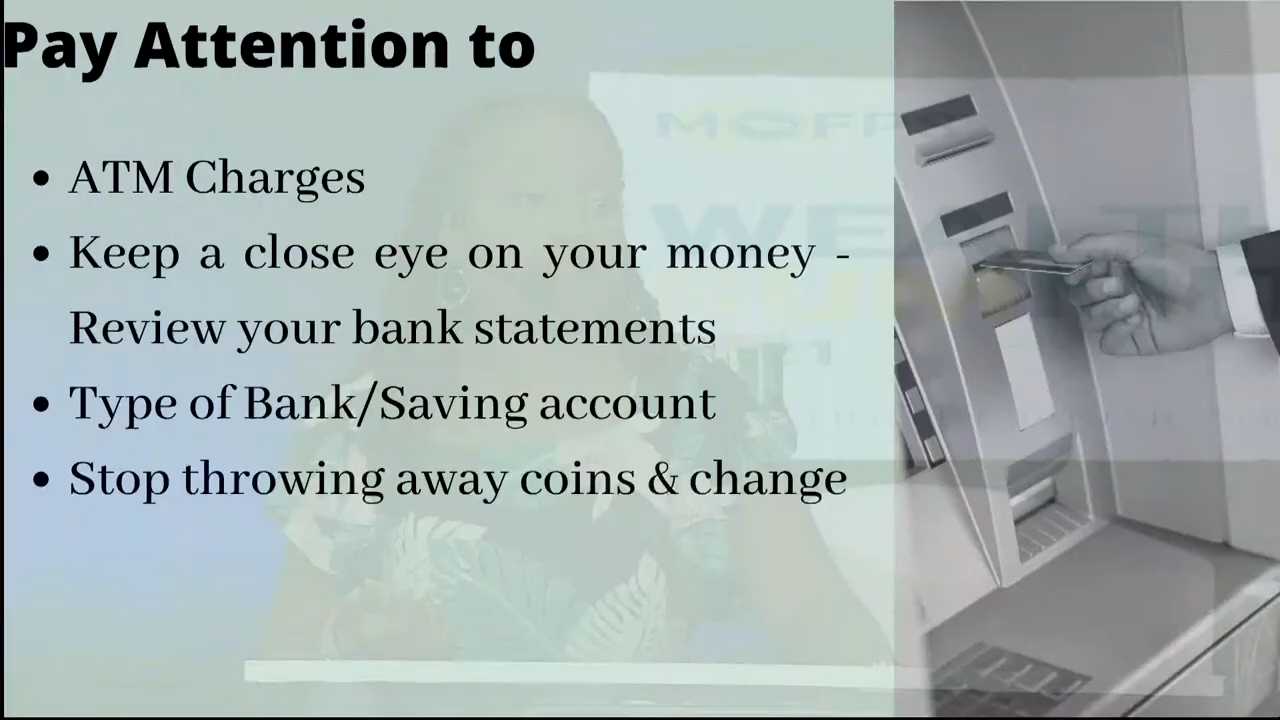 Pay Attention to
• ATM Charges
• Keep a close eye on your money -
Review your bank statements
• Type of Bank/Saving account
• Stop throwing away coins & change